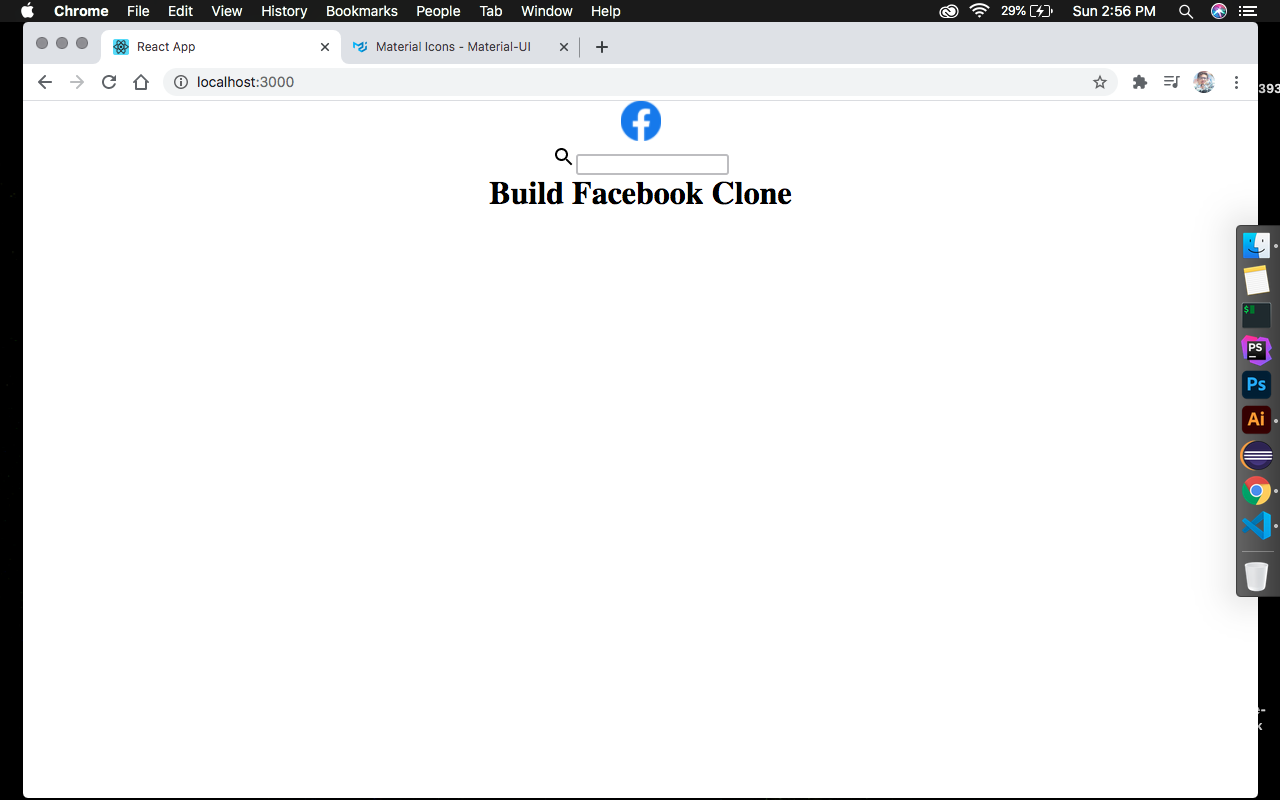 Chrome File Edit View History Bookmarks People Tab Window Help 29% Sun 2:56 PM
React App Material Icons - Material-UI
localhost:3000
393
Build Facebook Clone
$
PS
Ps
Ai